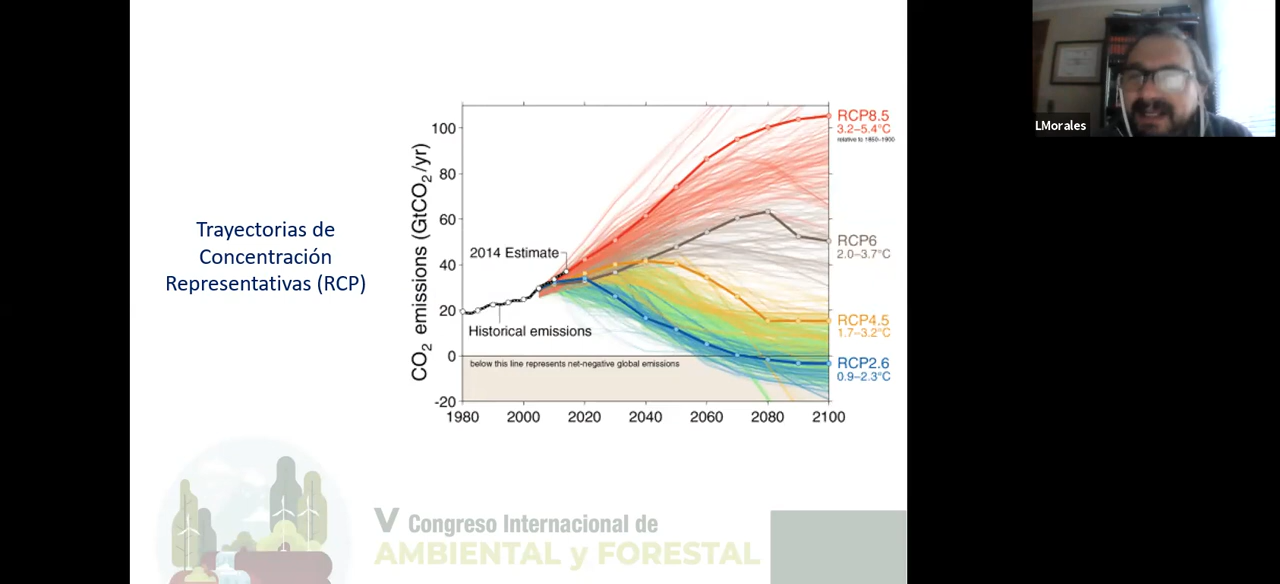 Trayectorias de
Concentración
Representativas (RCP)
CO2 emissions (GtCO2/yr)
100
80
60
40
20
0
-20
1980
2000
2020
2040
2060
2080
2100
2014 Estimate
Historical emissions
below this line represents net-negative global emissions
RCP8.5
3.2–5.4°C
relative to 1850–1900
RCP6
2.0–3.7°C
RCP4.5
1.7–3.2°C
RCP2.6
0.9–2.3°C
V Congreso Internacional de
AMBIENTAL y FORESTAL
LMorales